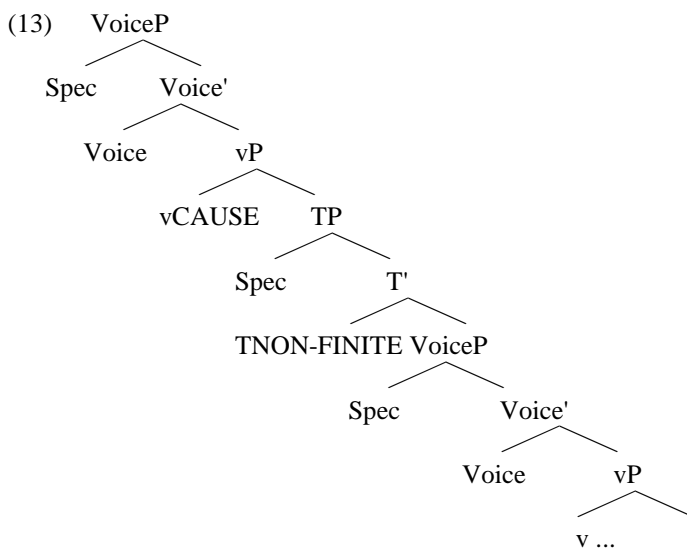 (13) VoiceP
Spec Voice'
Voice vP
vCAUSE TP
Spec T'
TNON-FINITE VoiceP
Spec Voice'
Voice vP
v ...